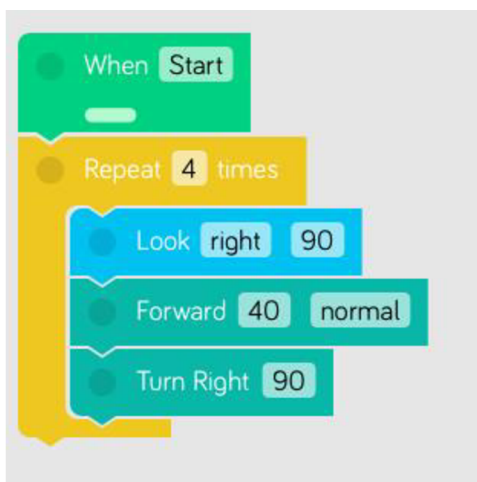 When Start
Repeat 4 times
Look right 90
Forward 40 normal
Turn Right 90